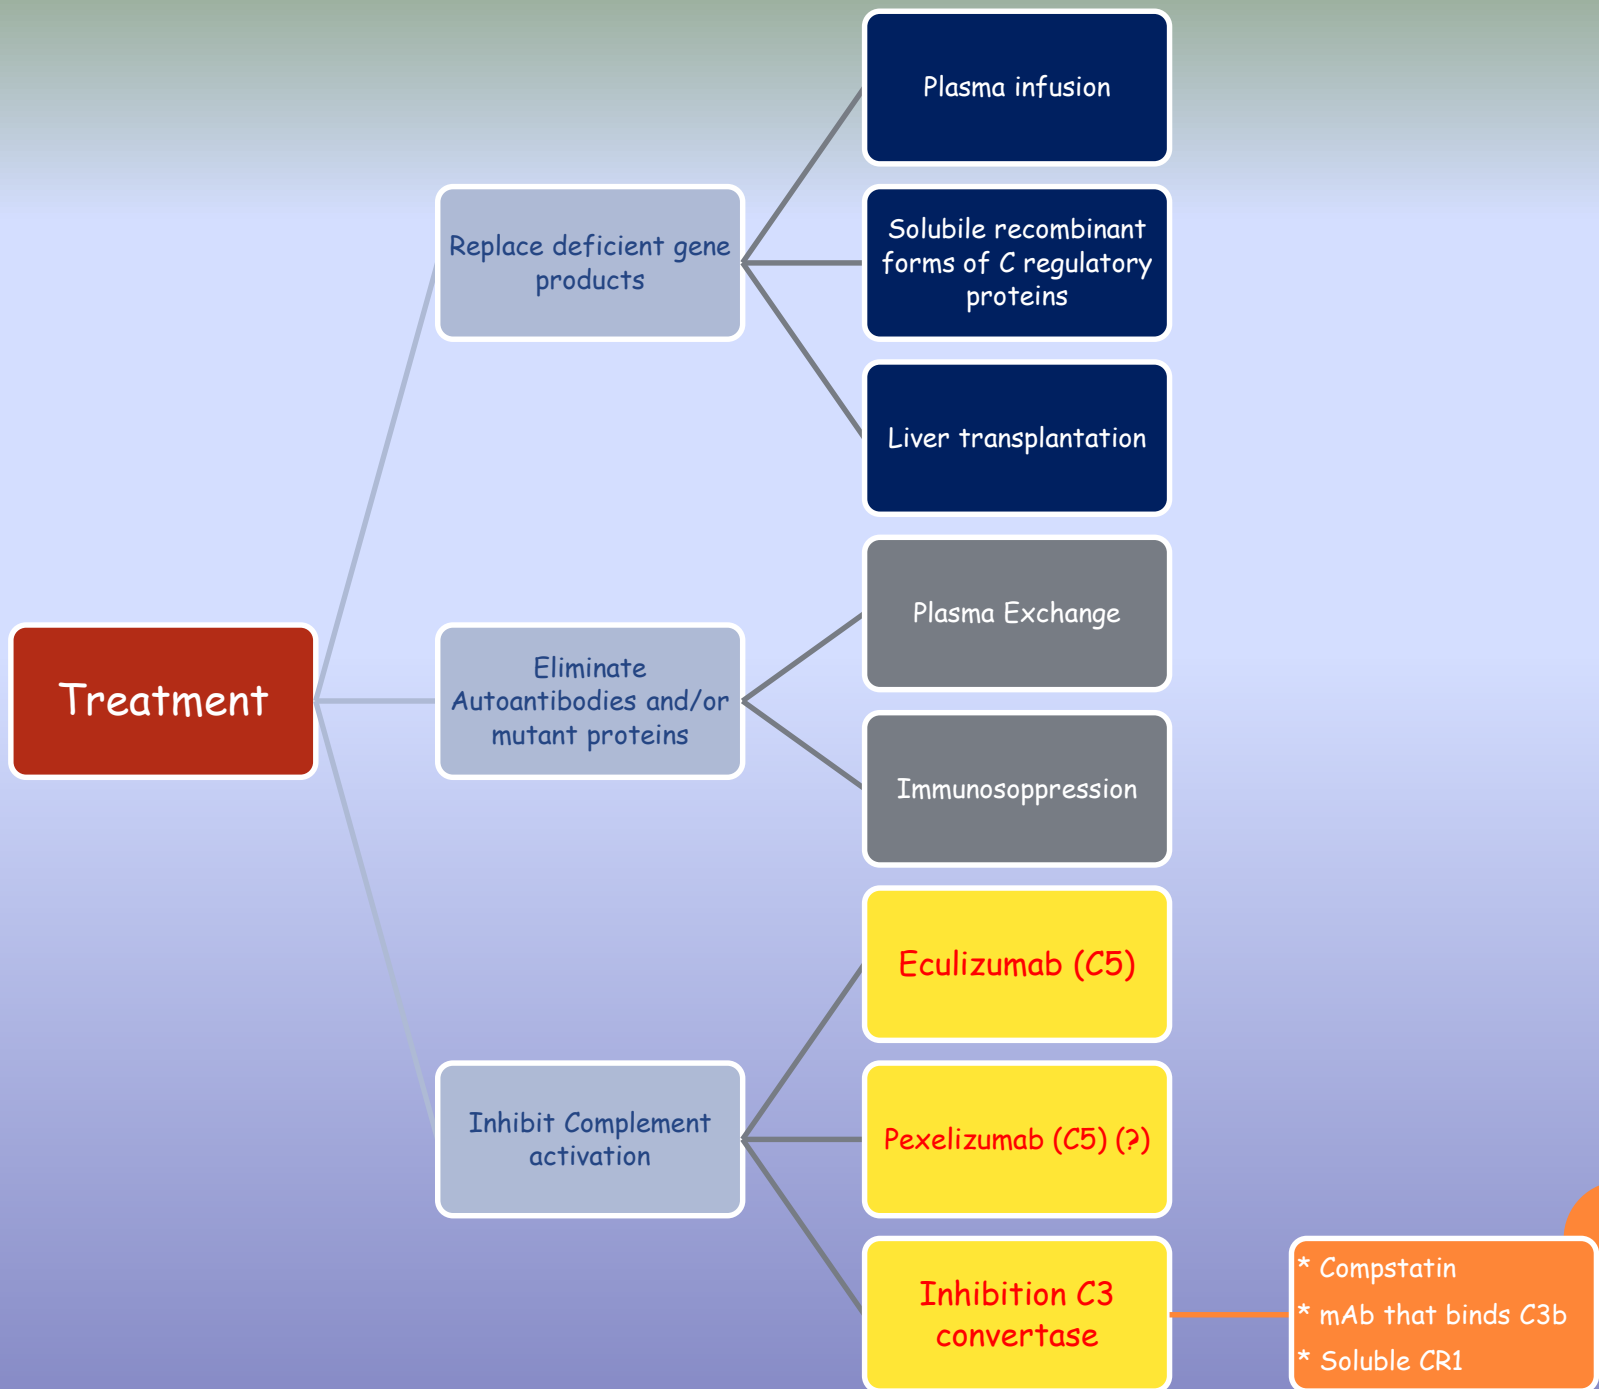 Plasma infusion
Replace deficient gene
products
Solubile recombinant
forms of C regulatory
proteins
Liver transplantation
Treatment
Eliminate
Autoantibodies and/or
mutant proteins
Plasma Exchange
Immunosoppression
Inhibit Complement
activation
Eculizumab (C5)
Pexelizumab (C5) (?)
Inhibition C3
convertase
* Compstatin
* mAb that binds C3b
* Soluble CR1